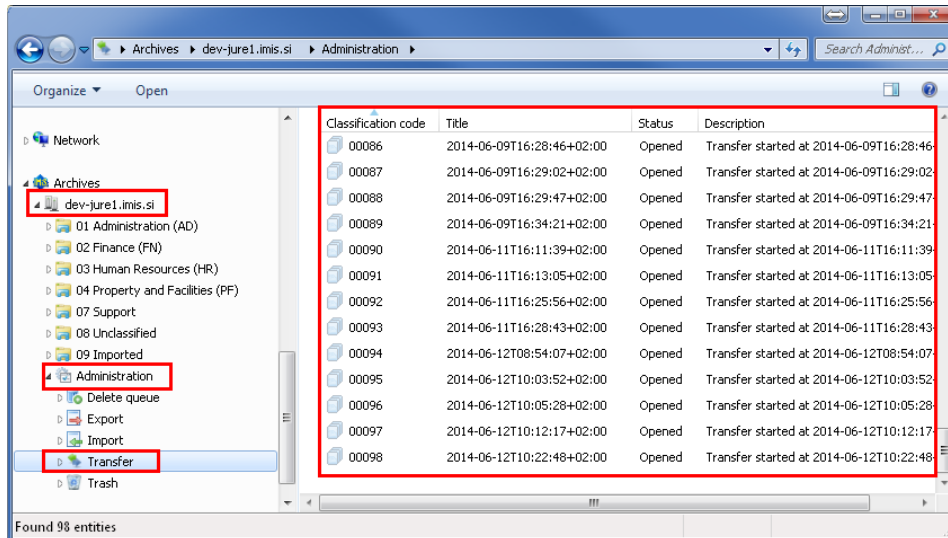 Archives dev-jure1.imis.si Administration Search Administ...
Organize Open
Network
Archives
dev-jure1.imis.si
01 Administration (AD)
02 Finance (FN)
03 Human Resources (HR)
04 Property and Facilities (PF)
07 Support
08 Unclassified
09 Imported
Administration
Delete queue
Export
Import
Transfer
Trash
Classification code Title Status Description
00086 2014-06-09T16:28:46+02:00 Opened Transfer started at 2014-06-09T16:28:46-
00087 2014-06-09T16:29:02+02:00 Opened Transfer started at 2014-06-09T16:29:02-
00088 2014-06-09T16:29:47+02:00 Opened Transfer started at 2014-06-09T16:29:47-
00089 2014-06-09T16:34:21+02:00 Opened Transfer started at 2014-06-09T16:34:21-
00090 2014-06-11T16:11:39+02:00 Opened Transfer started at 2014-06-11T16:11:39-
00091 2014-06-11T16:13:05+02:00 Opened Transfer started at 2014-06-11T16:13:05-
00092 2014-06-11T16:25:56+02:00 Opened Transfer started at 2014-06-11T16:25:56-
00093 2014-06-11T16:28:43+02:00 Opened Transfer started at 2014-06-11T16:28:43-
00094 2014-06-12T08:54:07+02:00 Opened Transfer started at 2014-06-12T08:54:07-
00095 2014-06-12T10:03:52+02:00 Opened Transfer started at 2014-06-12T10:03:52-
00096 2014-06-12T10:05:28+02:00 Opened Transfer started at 2014-06-12T10:05:28-
00097 2014-06-12T10:12:17+02:00 Opened Transfer started at 2014-06-12T10:12:17-
00098 2014-06-12T10:22:48+02:00 Opened Transfer started at 2014-06-12T10:22:48-
Found 98 entities